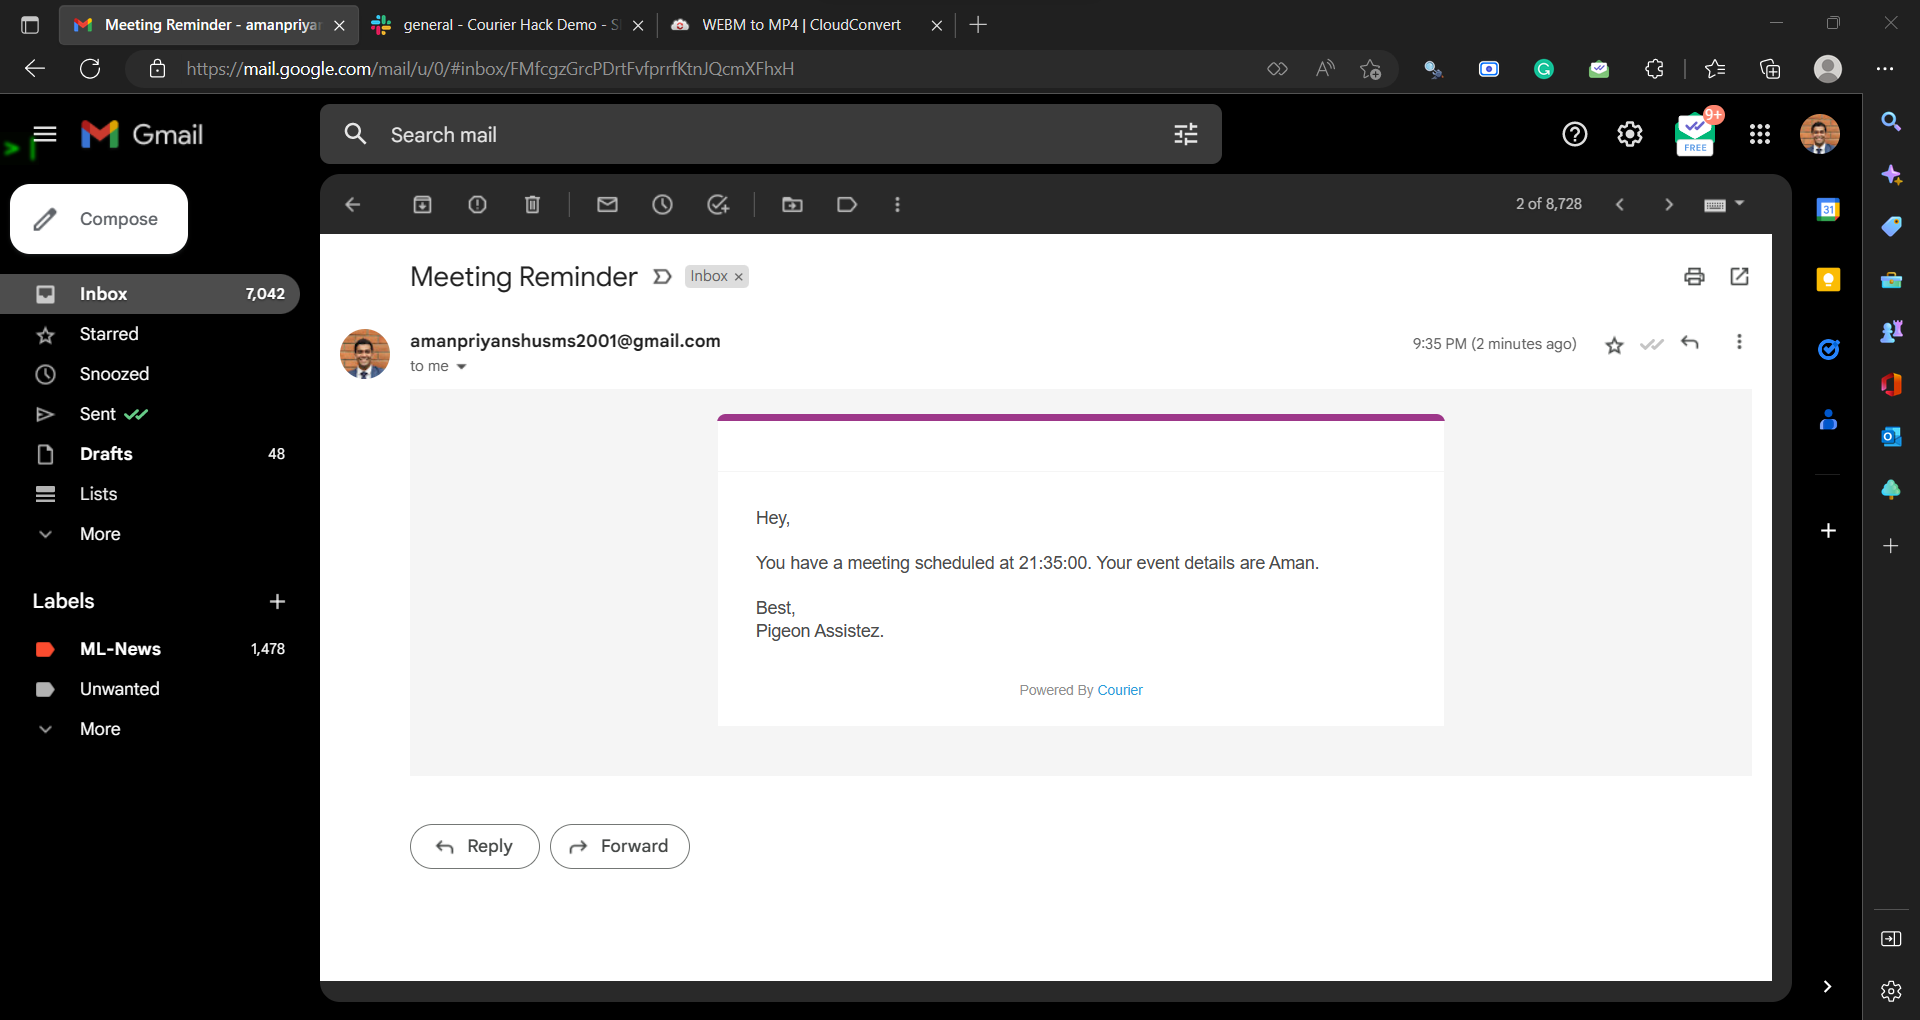 Meeting Reminder - amanpriyan
general - Courier Hack Demo - S
WEBM to MP4 | CloudConvert
https://mail.google.com/mail/u/0/#inbox/FMfcgzGrcPDrtFvfprrfKtnJQcmXFhxH
Gmail
Search mail
9+
FREE
Compose
2 of 8,728
31
Inbox 7,042
Starred
Snoozed
Sent
Drafts 48
Lists
More
Labels
ML-News 1,478
Unwanted
More
Meeting Reminder Inbox ×
amanpriyanshusms2001@gmail.com
to me
9:35 PM (2 minutes ago)
Hey,
You have a meeting scheduled at 21:35:00. Your event details are Aman.
Best,
Pigeon Assistez.
Powered By Courier
Reply Forward